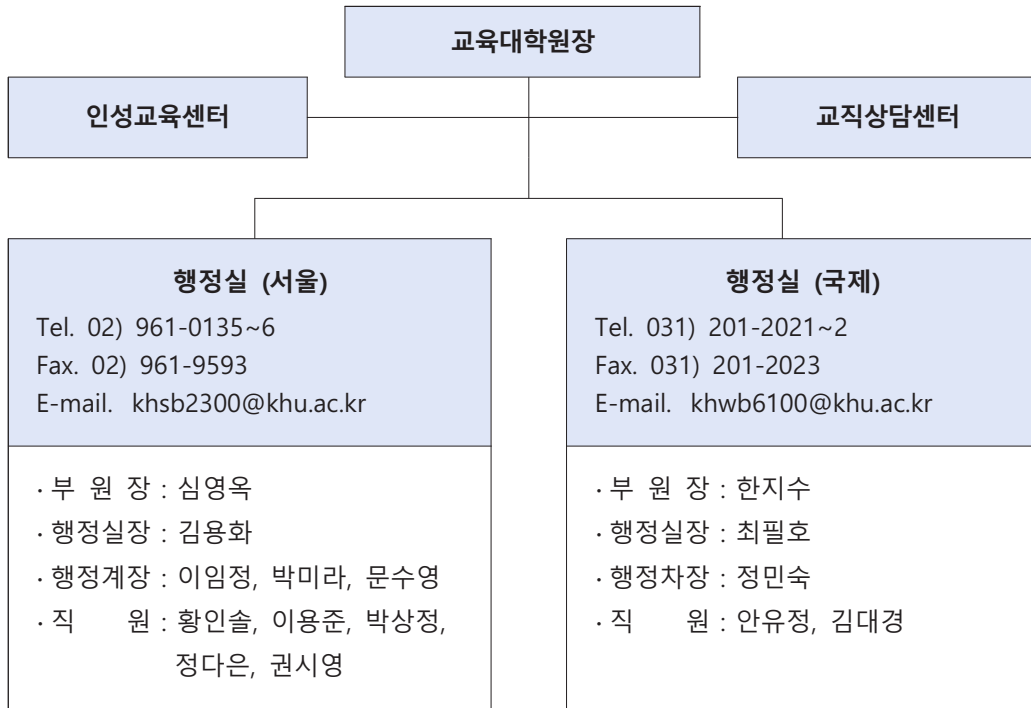 교육대학원장
인성교육센터
교직상담센터
행정실 (서울)
Tel. 02) 961-0135~6
Fax. 02) 961-9593
E-mail. khsb2300@khu.ac.kr
· 부 원 장 : 심영옥
· 행정실장 : 김용화
· 행정계장 : 이임정, 박미라, 문수영
· 직 원 : 황인솔, 이용준, 박상정,
정다은, 권시영
행정실 (국제)
Tel. 031) 201-2021~2
Fax. 031) 201-2023
E-mail. khwb6100@khu.ac.kr
· 부 원 장 : 한지수
· 행정실장 : 최필호
· 행정차장 : 정민숙
· 직 원 : 안유정, 김대경